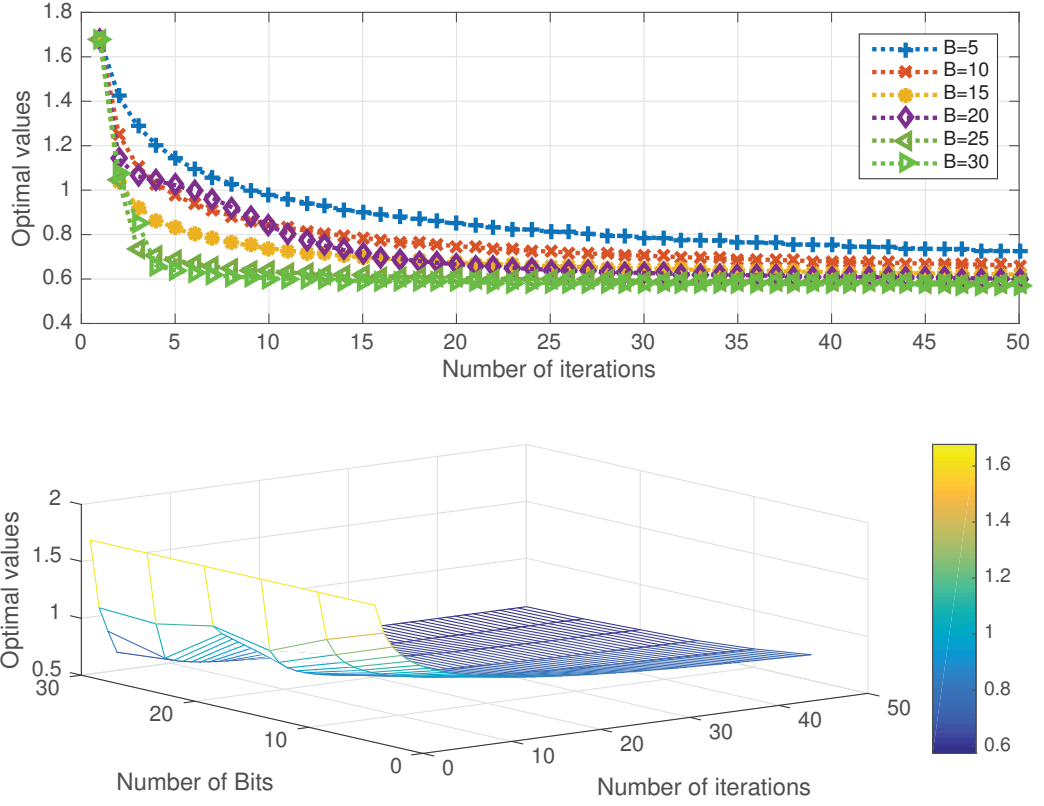 1.8
1.6
1.4
1.2
1
0.8
0.6
0.4
Optimal values
B=5
B=10
B=15
B=20
B=25
B=30
0 5 10 15 20 25 30 35 40 45 50
Number of iterations
2
1.5
1
0.5
Optimal values
30
20
10
0
Number of Bits
0
10
20
30
40
50
Number of iterations
1.6
1.4
1.2
1
0.8
0.6